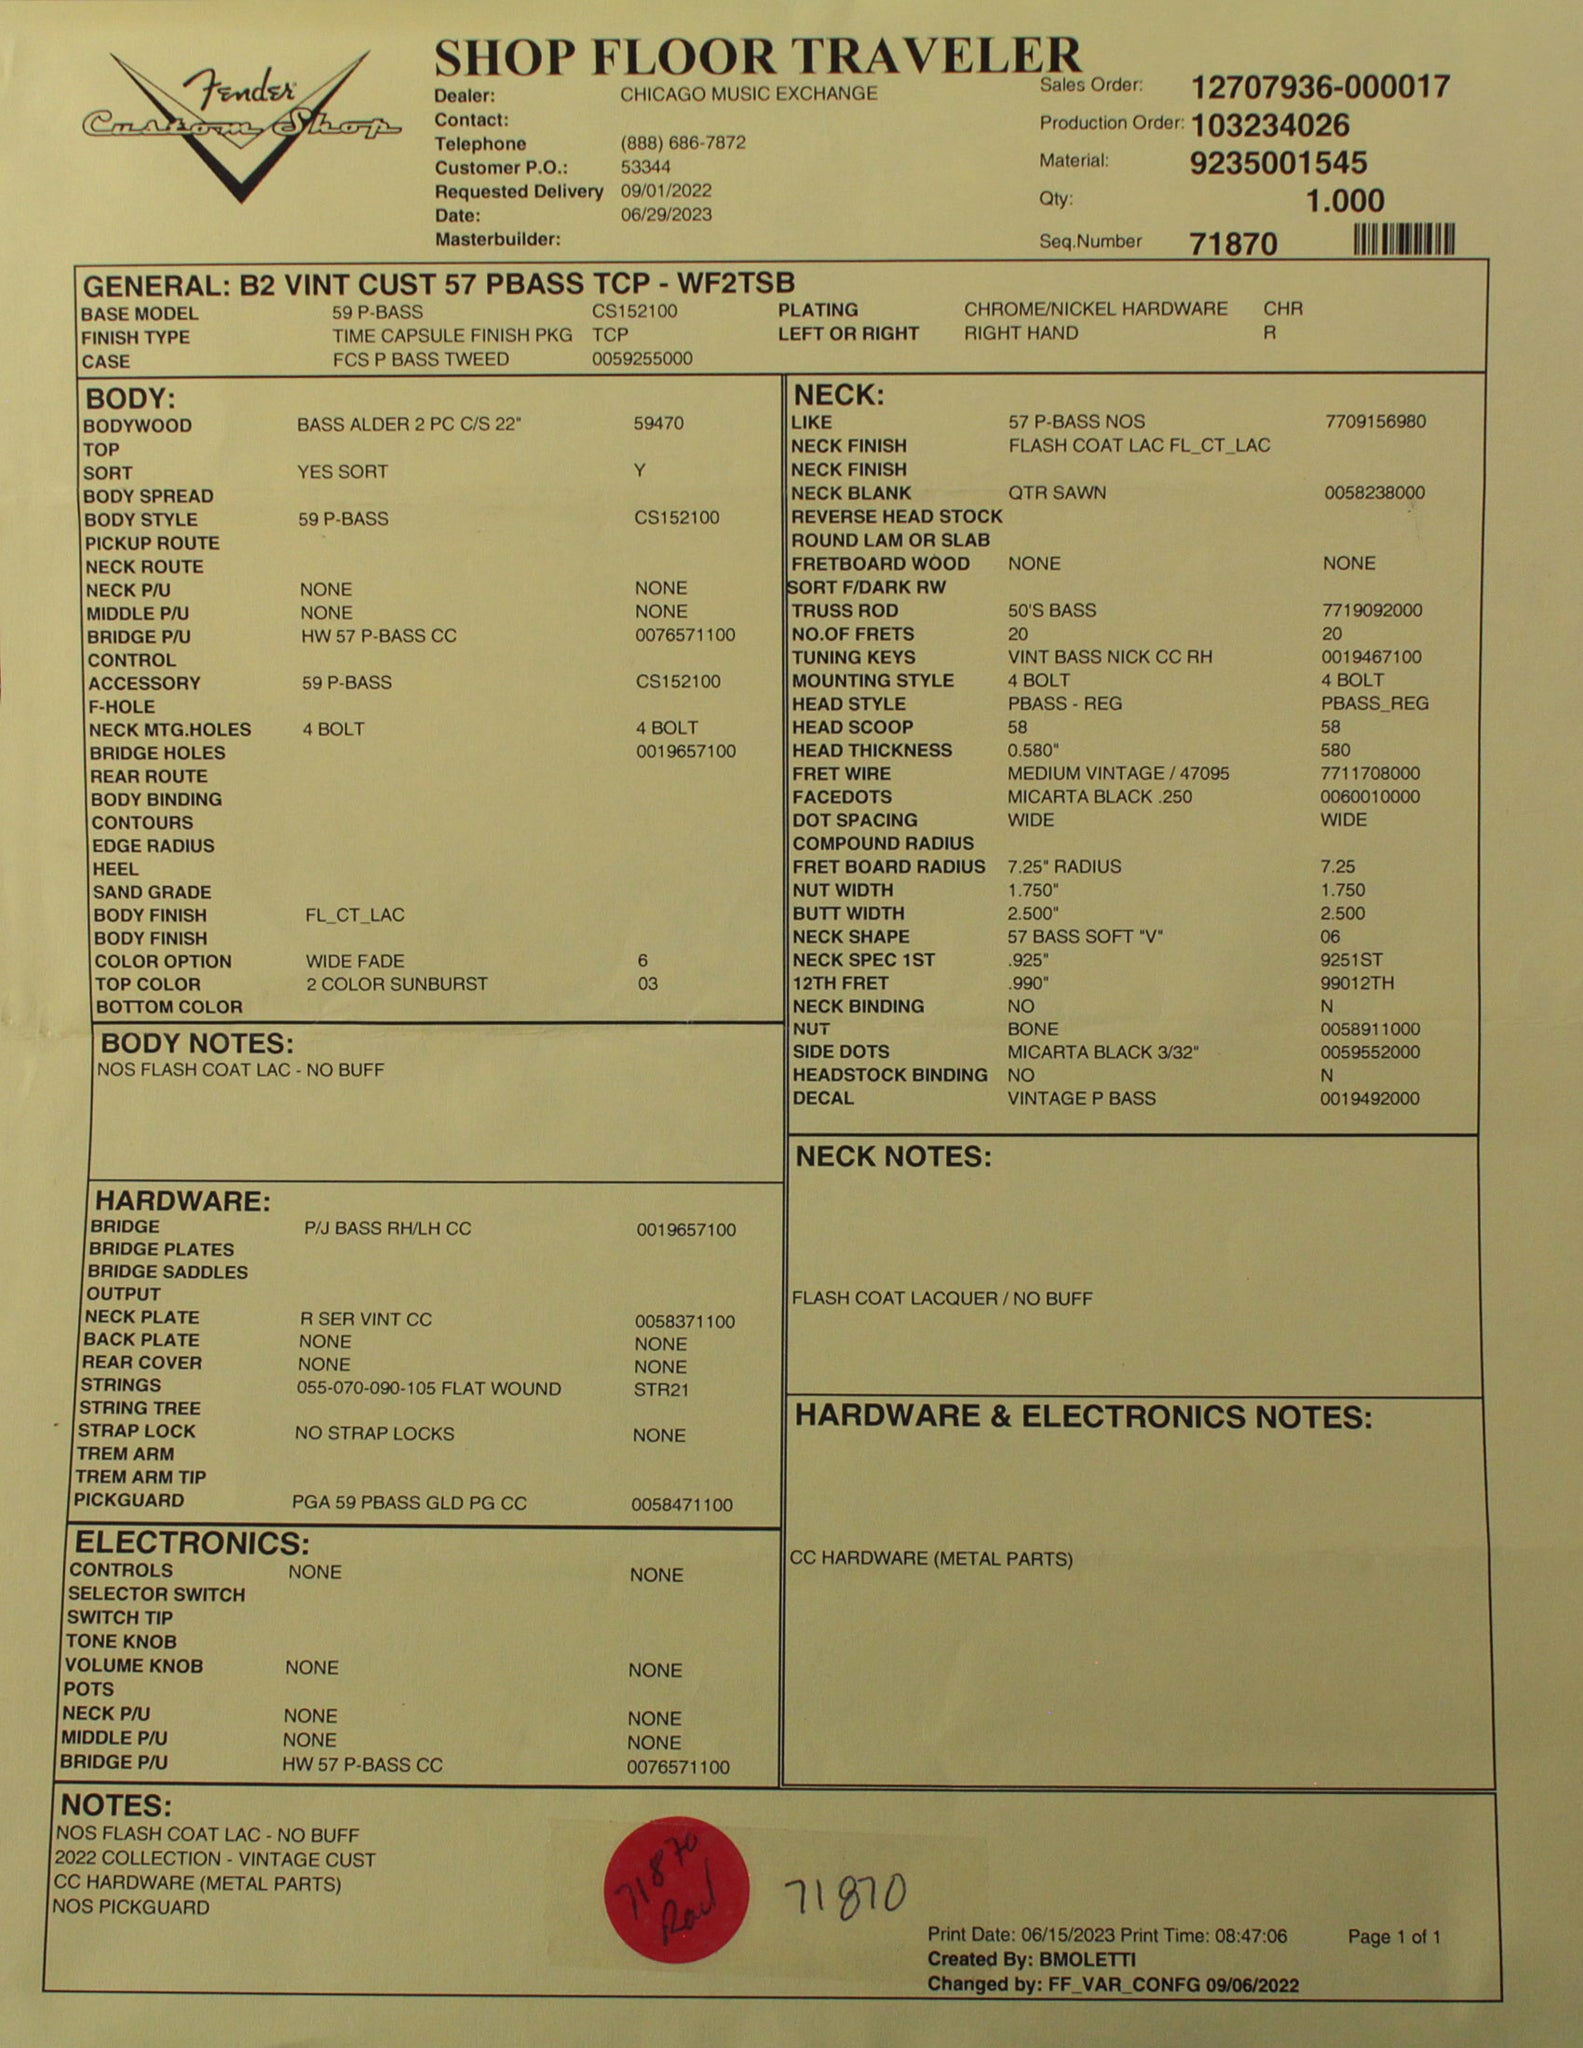 Fender
Custom Shop
SHOP FLOOR TRAVELER
Dealer: CHICAGO MUSIC EXCHANGE
Contact:
Telephone (888) 686-7872
Customer P.O.: 53344
Requested Delivery 09/01/2022
Date: 06/29/2023
Masterbuilder:
Sales Order: 12707936-000017
Production Order: 103234026
Material: 9235001545
Qty: 1.000
Seq.Number 71870
GENERAL: B2 VINT CUST 57 PBASS TCP - WF2TSB
BASE MODEL 59 P-BASS CS152100 PLATING CHROME/NICKEL HARDWARE CHR
FINISH TYPE TIME CAPSULE FINISH PKG TCP LEFT OR RIGHT RIGHT HAND R
CASE FCS P BASS TWEED 0059255000
BODY:
BODYWOOD BASS ALDER 2 PC C/S 22" 59470
TOP
SORT YES SORT Y
BODY SPREAD
BODY STYLE 59 P-BASS CS152100
PICKUP ROUTE
NECK ROUTE
NECK P/U NONE NONE
MIDDLE P/U NONE NONE
BRIDGE P/U HW 57 P-BASS CC 0076571100
CONTROL
ACCESSORY 59 P-BASS CS152100
F-HOLE
NECK MTG.HOLES 4 BOLT 4 BOLT
BRIDGE HOLES 0019657100
REAR ROUTE
BODY BINDING
CONTOURS
EDGE RADIUS
HEEL
SAND GRADE
BODY FINISH FL_CT_LAC
BODY FINISH
COLOR OPTION WIDE FADE 6
TOP COLOR 2 COLOR SUNBURST 03
BOTTOM COLOR
BODY NOTES:
NOS FLASH COAT LAC - NO BUFF
HARDWARE:
BRIDGE P/J BASS RH/LH CC 0019657100
BRIDGE PLATES
BRIDGE SADDLES
OUTPUT
NECK PLATE R SER VINT CC 0058371100
BACK PLATE NONE NONE
REAR COVER NONE NONE
STRINGS 055-070-090-105 FLAT WOUND STR21
STRING TREE
STRAP LOCK NO STRAP LOCKS NONE
TREM ARM
TREM ARM TIP
PICKGUARD PGA 59 PBASS GLD PG CC 0058471100
ELECTRONICS:
CONTROLS NONE NONE
SELECTOR SWITCH
SWITCH TIP
TONE KNOB
VOLUME KNOB NONE NONE
POTS
NECK P/U NONE NONE
MIDDLE P/U NONE NONE
BRIDGE P/U HW 57 P-BASS CC 0076571100
NECK:
LIKE 57 P-BASS NOS 7709156980
NECK FINISH FLASH COAT LAC FL_CT_LAC
NECK FINISH
NECK BLANK QTR SAWN 0058238000
REVERSE HEAD STOCK
ROUND LAM OR SLAB
FRETBOARD WOOD NONE NONE
SORT F/DARK RW
TRUSS ROD 50'S BASS 7719092000
NO.OF FRETS 20 20
TUNING KEYS VINT BASS NICK CC RH 0019467100
MOUNTING STYLE 4 BOLT 4 BOLT
HEAD STYLE PBASS - REG PBASS_REG
HEAD SCOOP 58 58
HEAD THICKNESS 0.580" 580
FRET WIRE MEDIUM VINTAGE / 47095 7711708000
FACEDOTS MICARTA BLACK .250 0060010000
DOT SPACING WIDE WIDE
COMPOUND RADIUS
FRET BOARD RADIUS 7.25" RADIUS 7.25
NUT WIDTH 1.750" 1.750
BUTT WIDTH 2.500" 2.500
NECK SHAPE 57 BASS SOFT "V" 06
NECK SPEC 1ST .925" 9251ST
12TH FRET .990" 99012TH
NECK BINDING NO N
NUT BONE 0058911000
SIDE DOTS MICARTA BLACK 3/32" 0059552000
HEADSTOCK BINDING NO N
DECAL VINTAGE P BASS 0019492000
NECK NOTES:
FLASH COAT LACQUER / NO BUFF
HARDWARE & ELECTRONICS NOTES:
CC HARDWARE (METAL PARTS)
NOTES:
NOS FLASH COAT LAC - NO BUFF
2022 COLLECTION - VINTAGE CUST
CC HARDWARE (METAL PARTS)
NOS PICKGUARD
71870
71870
Print Date: 06/15/2023 Print Time: 08:47:06 Page 1 of 1
Created By: BMOLETTI
Changed by: FF_VAR_CONFG 09/06/2022